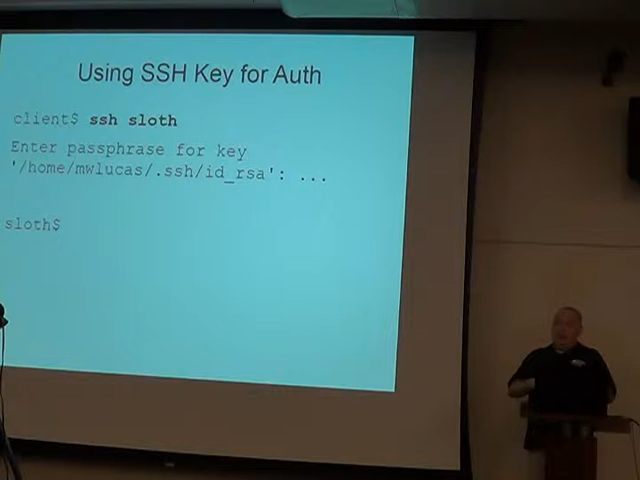 Using SSH Key for Auth
client$ ssh sloth
Enter passphrase for key
'/home/mwlucas/.ssh/id_rsa': ...
sloth$